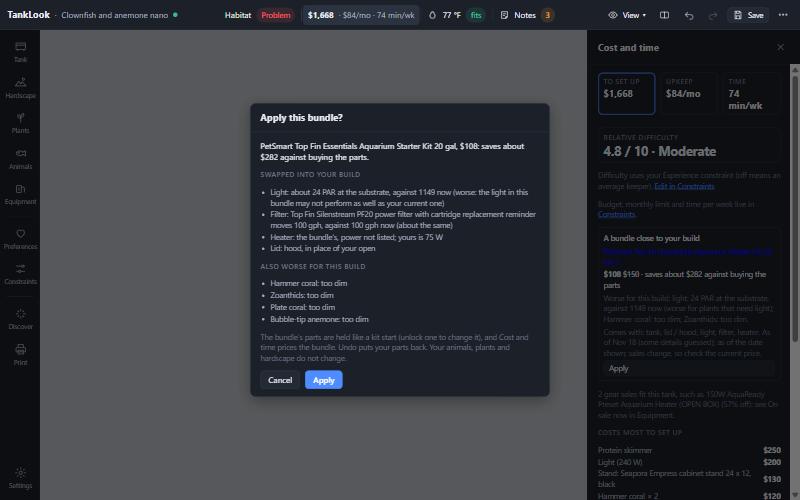 TankLook · Clownfish and anemone nano
Habitat Problem $1,668 · $84/mo · 74 min/wk 77 °F fits Notes 3 View Save
Tank
Hardscape
Plants
Animals
Equipment
Preferences
Constraints
Discover
Print
Settings
Apply this bundle?
PetSmart Top Fin Essentials Aquarium Starter Kit 20 gal, $108: saves about
$282 against buying the parts.
SWAPPED INTO YOUR BUILD
• Light: about 24 PAR at the substrate, against 1149 now (worse: the light in this
bundle may not perform as well as your current one)
• Filter: Top Fin Silenstream PF20 power filter with cartridge replacement reminder
moves 100 gph, against 100 gph now (about the same)
• Heater: the bundle's, power not listed; yours is 75 W
• Lid: hood, in place of your open
ALSO WORSE FOR THIS BUILD
• Hammer coral: too dim
• Zoanthids: too dim
• Plate coral: too dim
• Bubble-tip anemone: too dim
The bundle's parts are held like a kit start (unlock one to change it), and Cost and
time prices the bundle. Undo puts your parts back. Your animals, plants and
hardscape do not change.
Cancel Apply
Cost and time
TO SET UP
$1,668
UPKEEP
$84/mo
TIME
74
min/wk
RELATIVE DIFFICULTY
4.8 / 10 · Moderate
Difficulty uses your Experience constraint (off means an
average keeper). Edit in Constraints
Budget, monthly limit and time per week live in
Constraints.
A bundle close to your build
PetSmart Top Fin Essentials Aquarium Starter Kit 20
$108 $150 · saves about $282 against buying the
parts
Worse for this build: light: 24 PAR at the substrate,
against 1149 now (worse for plants that need light);
Hammer coral: too dim; Zoanthids: too dim.
Comes with: tank, lid / hood, light, filter, heater. As
of Nov 18 (some details guessed); as of the date
shown; sales change, so check the current price.
Apply
2 gear sales fit this tank, such as 150W AquaReady
Preset Aquarium Heater (OPEN BOX) (57% off): see On
sale now in Equipment.
COSTS MOST TO SET UP
Protein skimmer $250
Light (240 W) $200
Stand: Seapora Empress cabinet stand 24 x 12,
black $130
Hammer coral × 2 $120